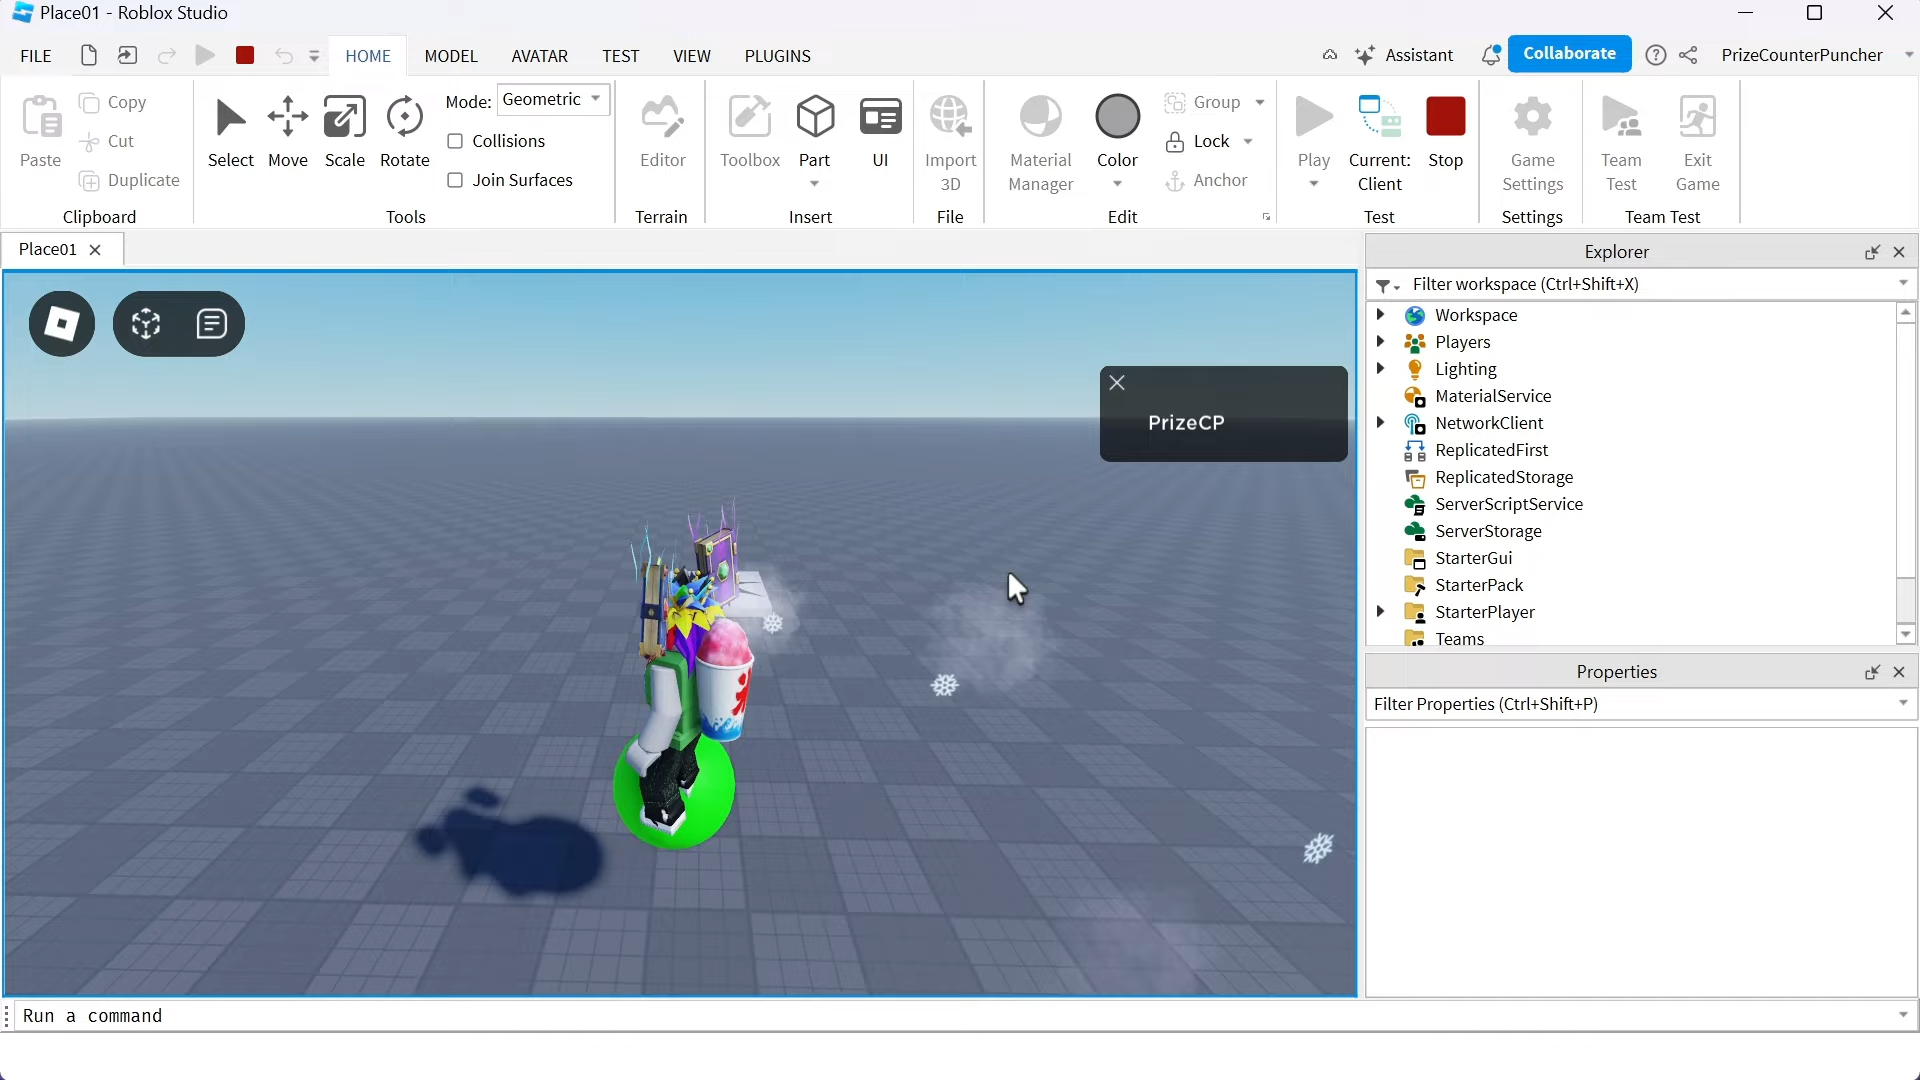 Place01 - Roblox Studio
FILE
HOME
MODEL
AVATAR
TEST
VIEW
PLUGINS
Assistant
Collaborate
PrizeCounterPuncher
Paste
Copy
Cut
Duplicate
Clipboard
Select
Move
Scale
Rotate
Mode: Geometric
Collisions
Join Surfaces
Tools
Editor
Terrain
Toolbox
Part
UI
Insert
Import
3D
File
Material
Manager
Color
Group
Lock
Anchor
Edit
Play
Current:
Client
Stop
Test
Game
Settings
Settings
Team
Test
Exit
Game
Team Test
Place01
PrizeCP
Explorer
Filter workspace (Ctrl+Shift+X)
Workspace
Players
Lighting
MaterialService
NetworkClient
ReplicatedFirst
ReplicatedStorage
ServerScriptService
ServerStorage
StarterGui
StarterPack
StarterPlayer
Teams
Properties
Filter Properties (Ctrl+Shift+P)
Run a command